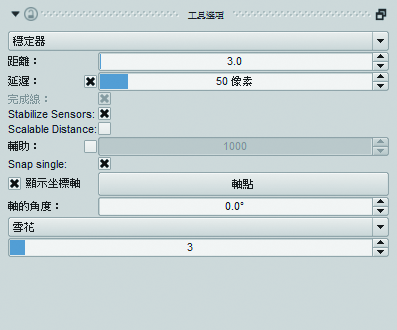 工具選項
穩定器
距離： 3.0
延遲： 50 像素
完成線：
Stabilize Sensors:
Scalable Distance:
輔助： 1000
Snap single:
顯示坐標軸 軸點
軸的角度： 0.0°
雪花
3